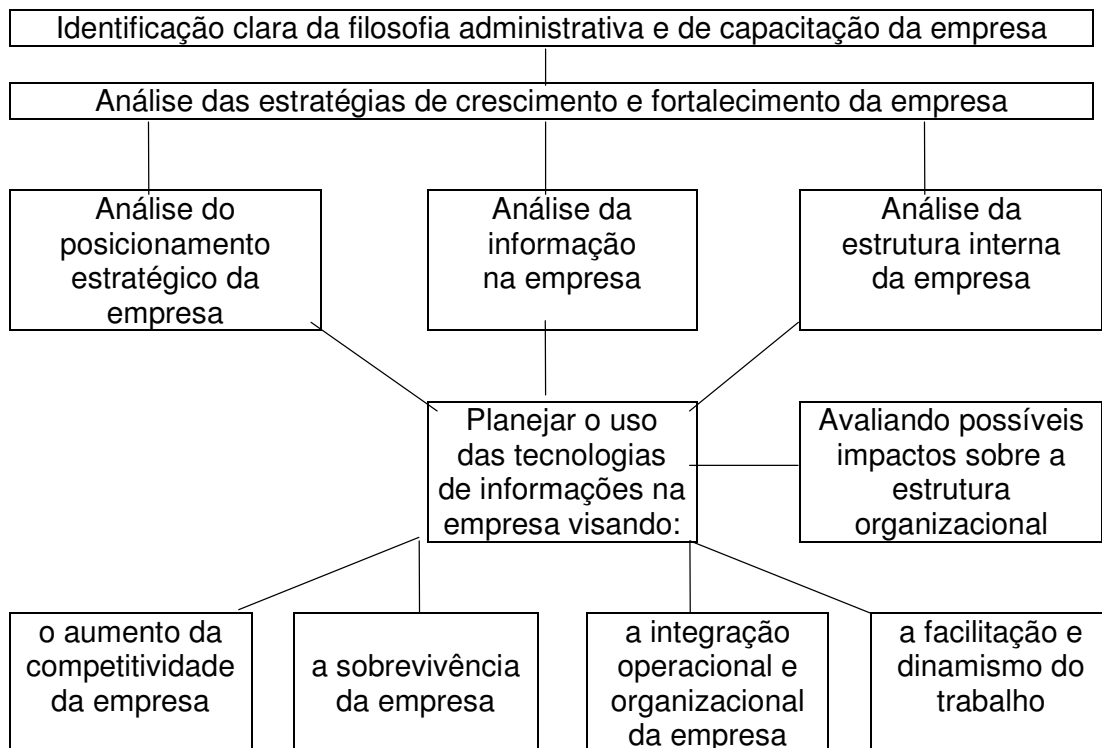 Identificação clara da filosofia administrativa e de capacitação da empresa
Análise das estratégias de crescimento e fortalecimento da empresa
Análise do
posicionamento
estratégico da
empresa
Análise da
informação
na empresa
Análise da
estrutura interna
da empresa
Planejar o uso
das tecnologias
de informações na
empresa visando:
Avaliando possíveis
impactos sobre a
estrutura
organizacional
o aumento da
competitividade
da empresa
a sobrevivência
da empresa
a integração
operacional e
organizacional
da empresa
a facilitação e
dinamismo do
trabalho